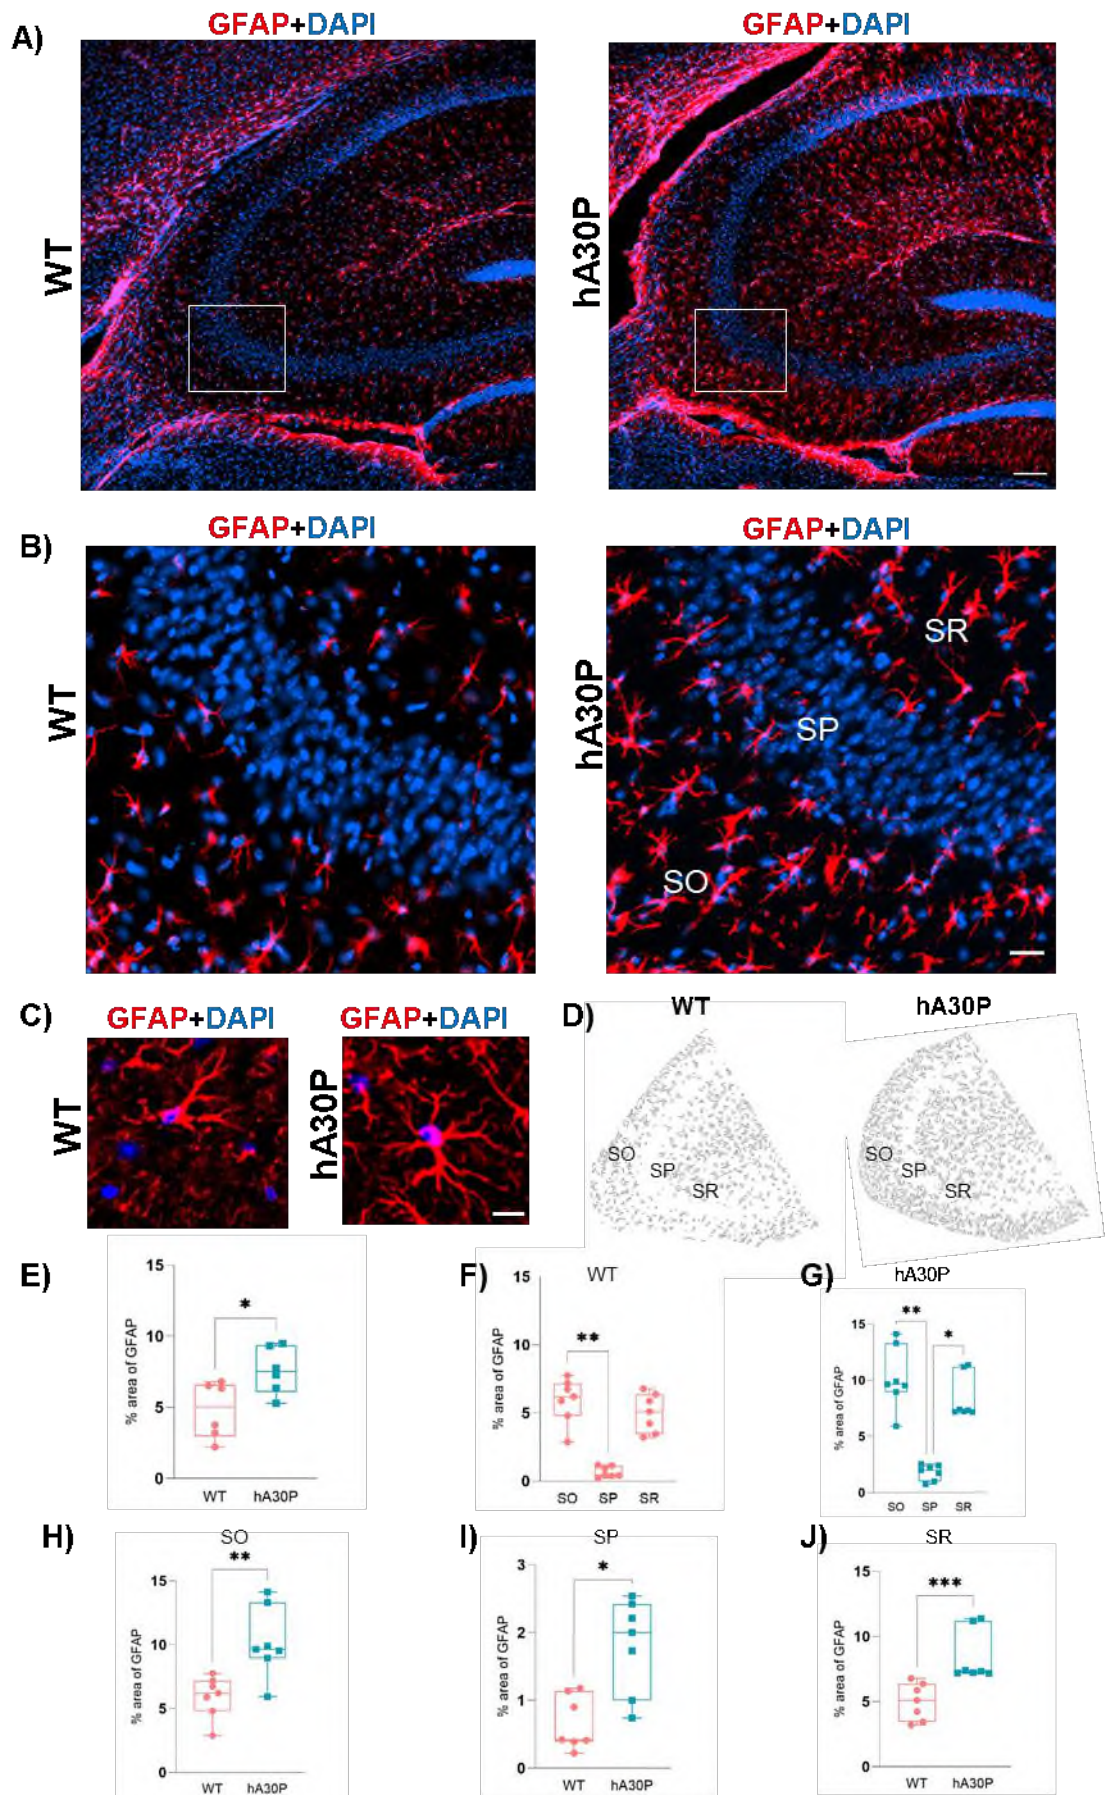 A)
GFAP+DAPI
GFAP+DAPI
WT
hA30P
B)
GFAP+DAPI
GFAP+DAPI
WT
hA30P
SR
SP
SO
C)
GFAP+DAPI
GFAP+DAPI
WT
hA30P
D)
WT
hA30P
SO
SP
SR
SO
SP
SR
E)
% area of GFAP
15
10
5
0
*
WT
hA30P
F)
WT
% area of GFAP
15
10
5
0
**
SO
SP
SR
G)
hA30P
% area of GFAP
15
10
5
0
**
*
SO
SP
SR
H)
SO
% area of GFAP
15
10
5
0
**
WT
hA30P
I)
SP
% area of GFAP
3
2
1
0
*
WT
hA30P
J)
SR
% area of GFAP
15
10
5
0
***
WT
hA30P